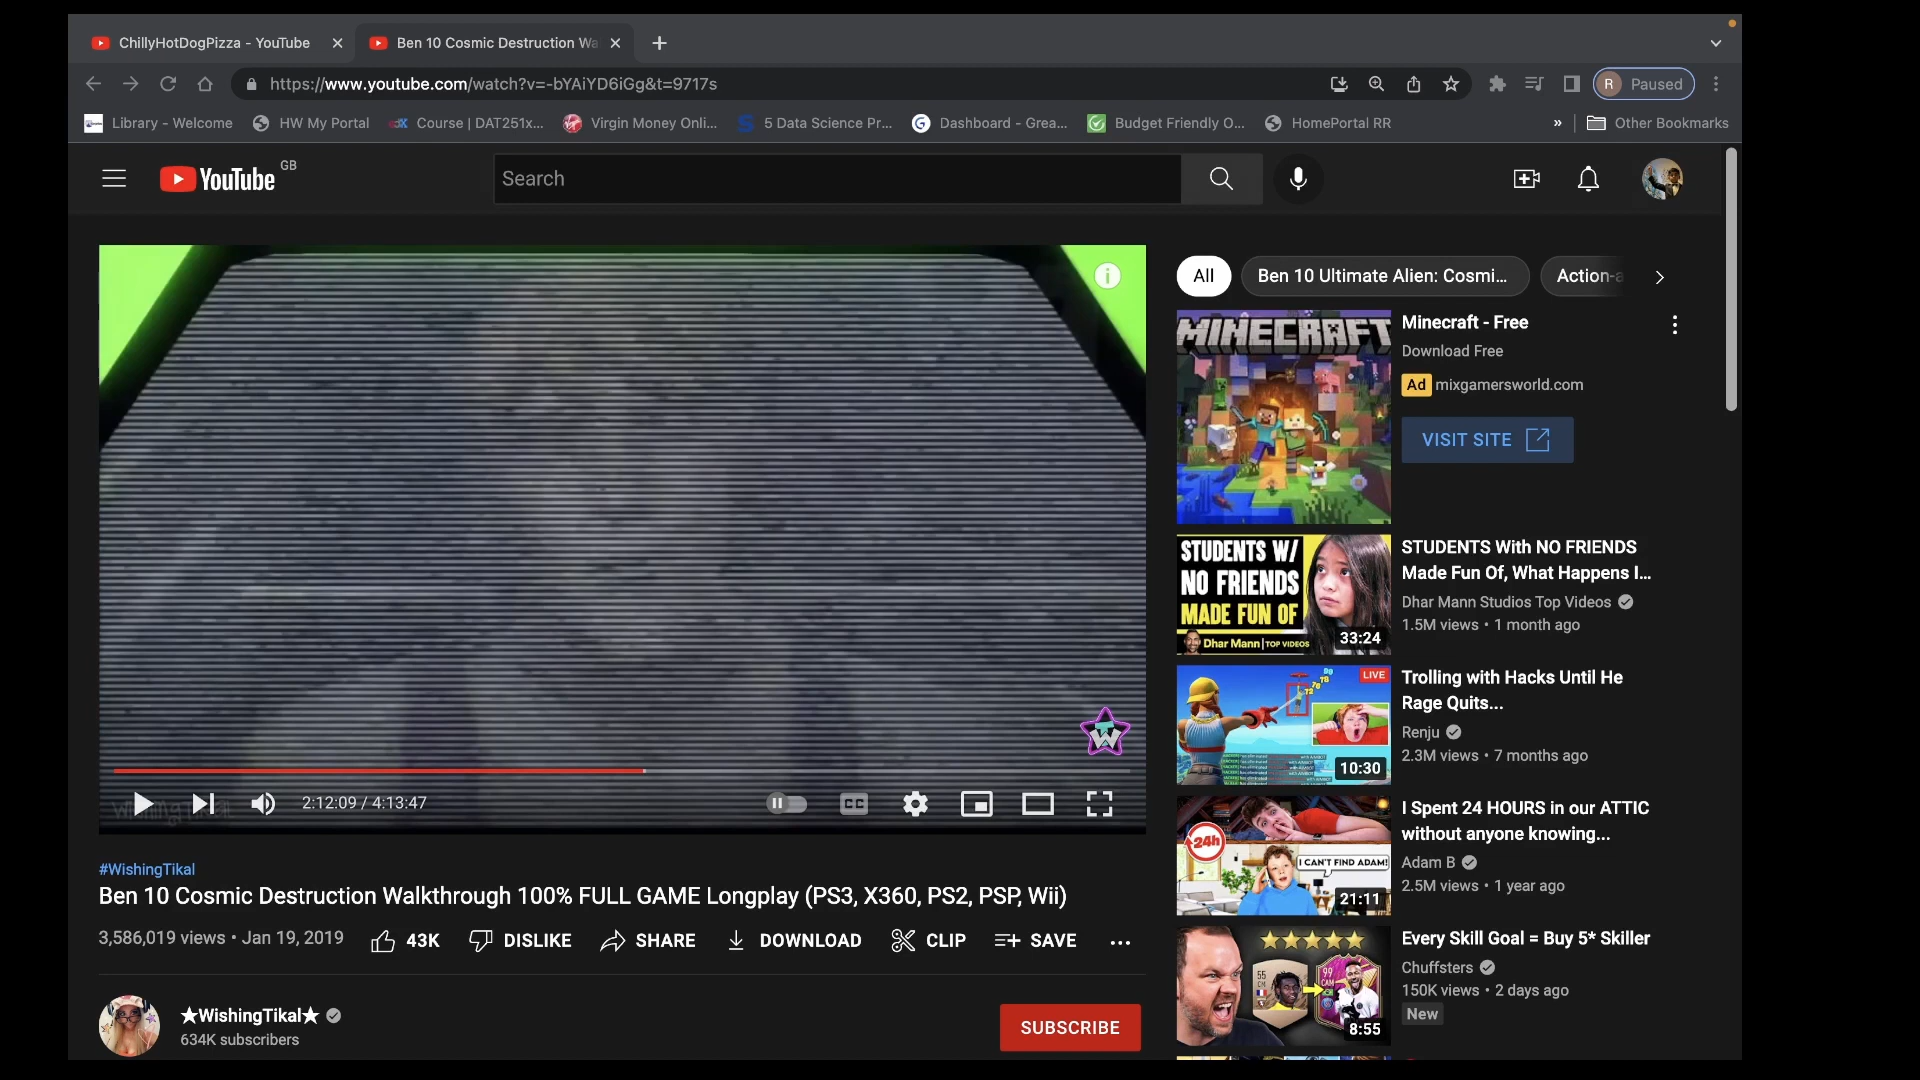 ChillyHotDogPizza - YouTube
Ben 10 Cosmic Destruction Wa
https://www.youtube.com/watch?v=-bYAiYD6iGg&t=9717s
R Paused
Library - Welcome
HW My Portal
Course | DAT251x...
Virgin Money Onli...
5 Data Science Pr...
Dashboard - Grea...
Budget Friendly O...
HomePortal RR
»
Other Bookmarks
YouTube GB
Search
All
Ben 10 Ultimate Alien: Cosmi...
Action-a
MINECRAFT
Minecraft - Free
Download Free
Ad mixgamersworld.com
VISIT SITE
STUDENTS W/
NO FRIENDS
MADE FUN OF
Dhar Mann | TOP VIDEOS
33:24
STUDENTS With NO FRIENDS
Made Fun Of, What Happens I...
Dhar Mann Studios Top Videos
1.5M views • 1 month ago
LIVE
10:30
Trolling with Hacks Until He
Rage Quits...
Renju
2.3M views • 7 months ago
24h
I CAN'T FIND ADAM!
21:11
I Spent 24 HOURS in our ATTIC
without anyone knowing...
Adam B
2.5M views • 1 year ago
55
CM
99
CAM
8:55
Every Skill Goal = Buy 5* Skiller
Chuffsters
150K views • 2 days ago
New
W
WishingTikal
2:12:09 / 4:13:47
CC
#WishingTikal
Ben 10 Cosmic Destruction Walkthrough 100% FULL GAME Longplay (PS3, X360, PS2, PSP, Wii)
3,586,019 views • Jan 19, 2019
43K
DISLIKE
SHARE
DOWNLOAD
CLIP
SAVE
★WishingTikal★
634K subscribers
SUBSCRIBE